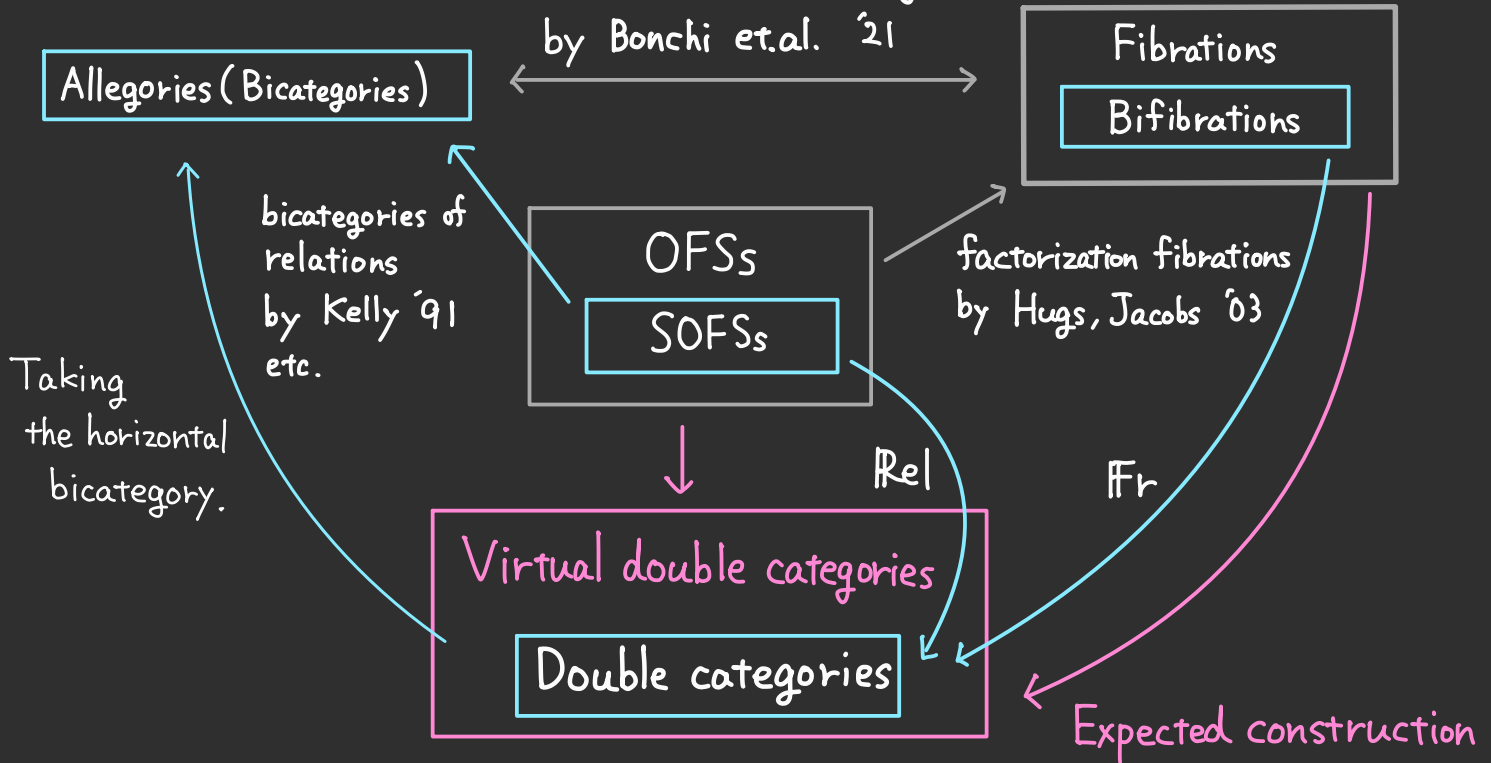 by Bonchi et.al. '21
Allegories (Bicategories)
Fibrations
Bifibrations
bicategories of
relations
by Kelly '91
etc.
OFSs
SOFSs
factorization fibrations
by Hugs, Jacobs '03
Taking
the horizontal
bicategory.
ℝel
𝔽r
Virtual double categories
Double categories
Expected construction